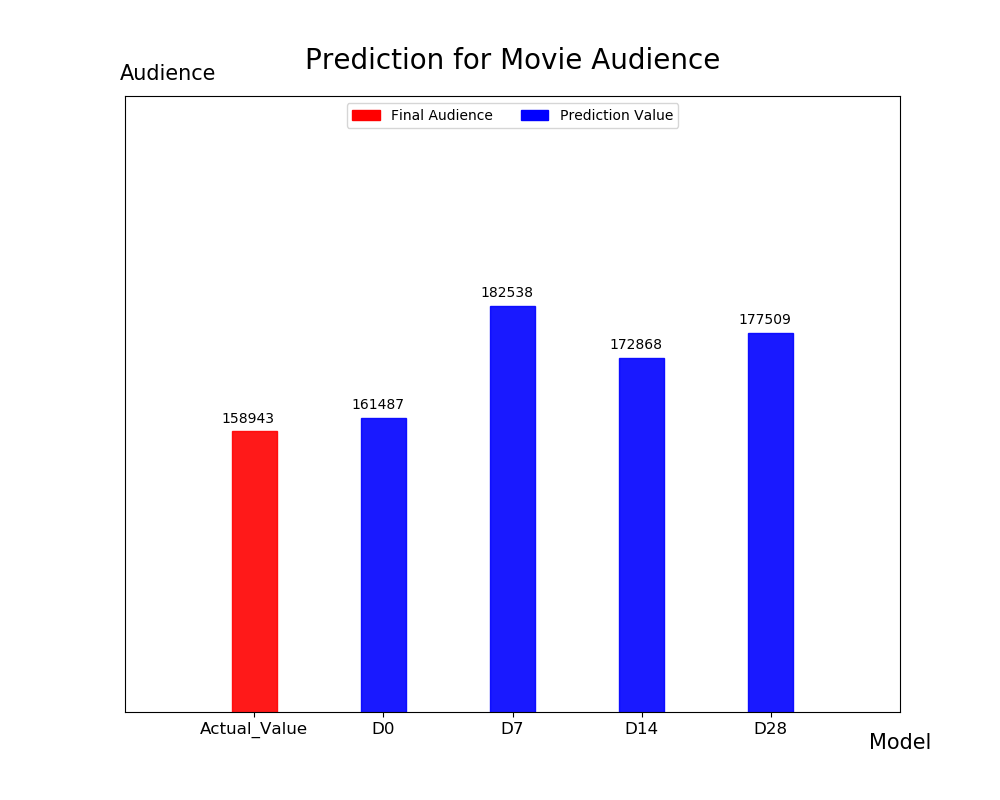 Prediction for Movie Audience
Audience
Final Audience
Prediction Value
182538
177509
172868
161487
158943
Actual_Value
D0
D7
D14
D28
Model